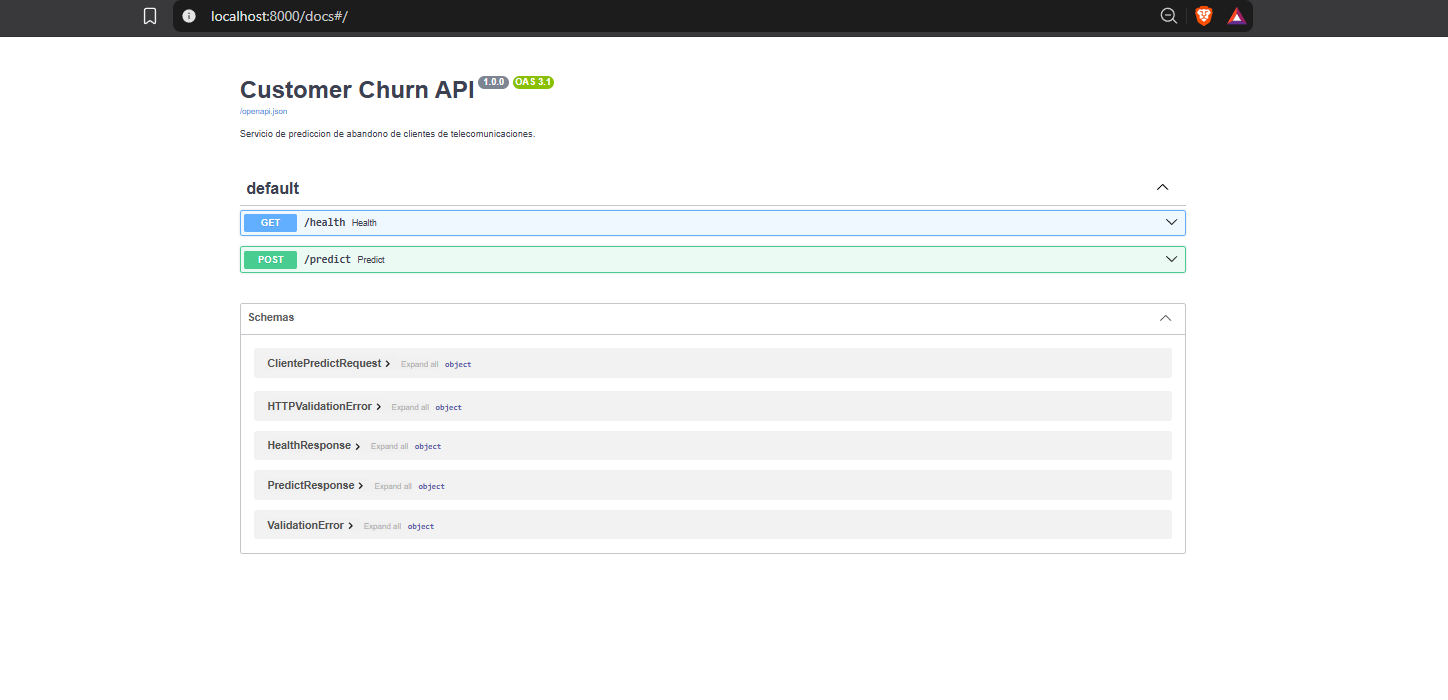 localhost:8000/docs#/
Customer Churn API 1.0.0 OAS 3.1
/openapi.json
Servicio de prediccion de abandono de clientes de telecomunicaciones.
default
GET /health Health
POST /predict Predict
Schemas
ClientePredictRequest Expand all object
HTTPValidationError Expand all object
HealthResponse Expand all object
PredictResponse Expand all object
ValidationError Expand all object